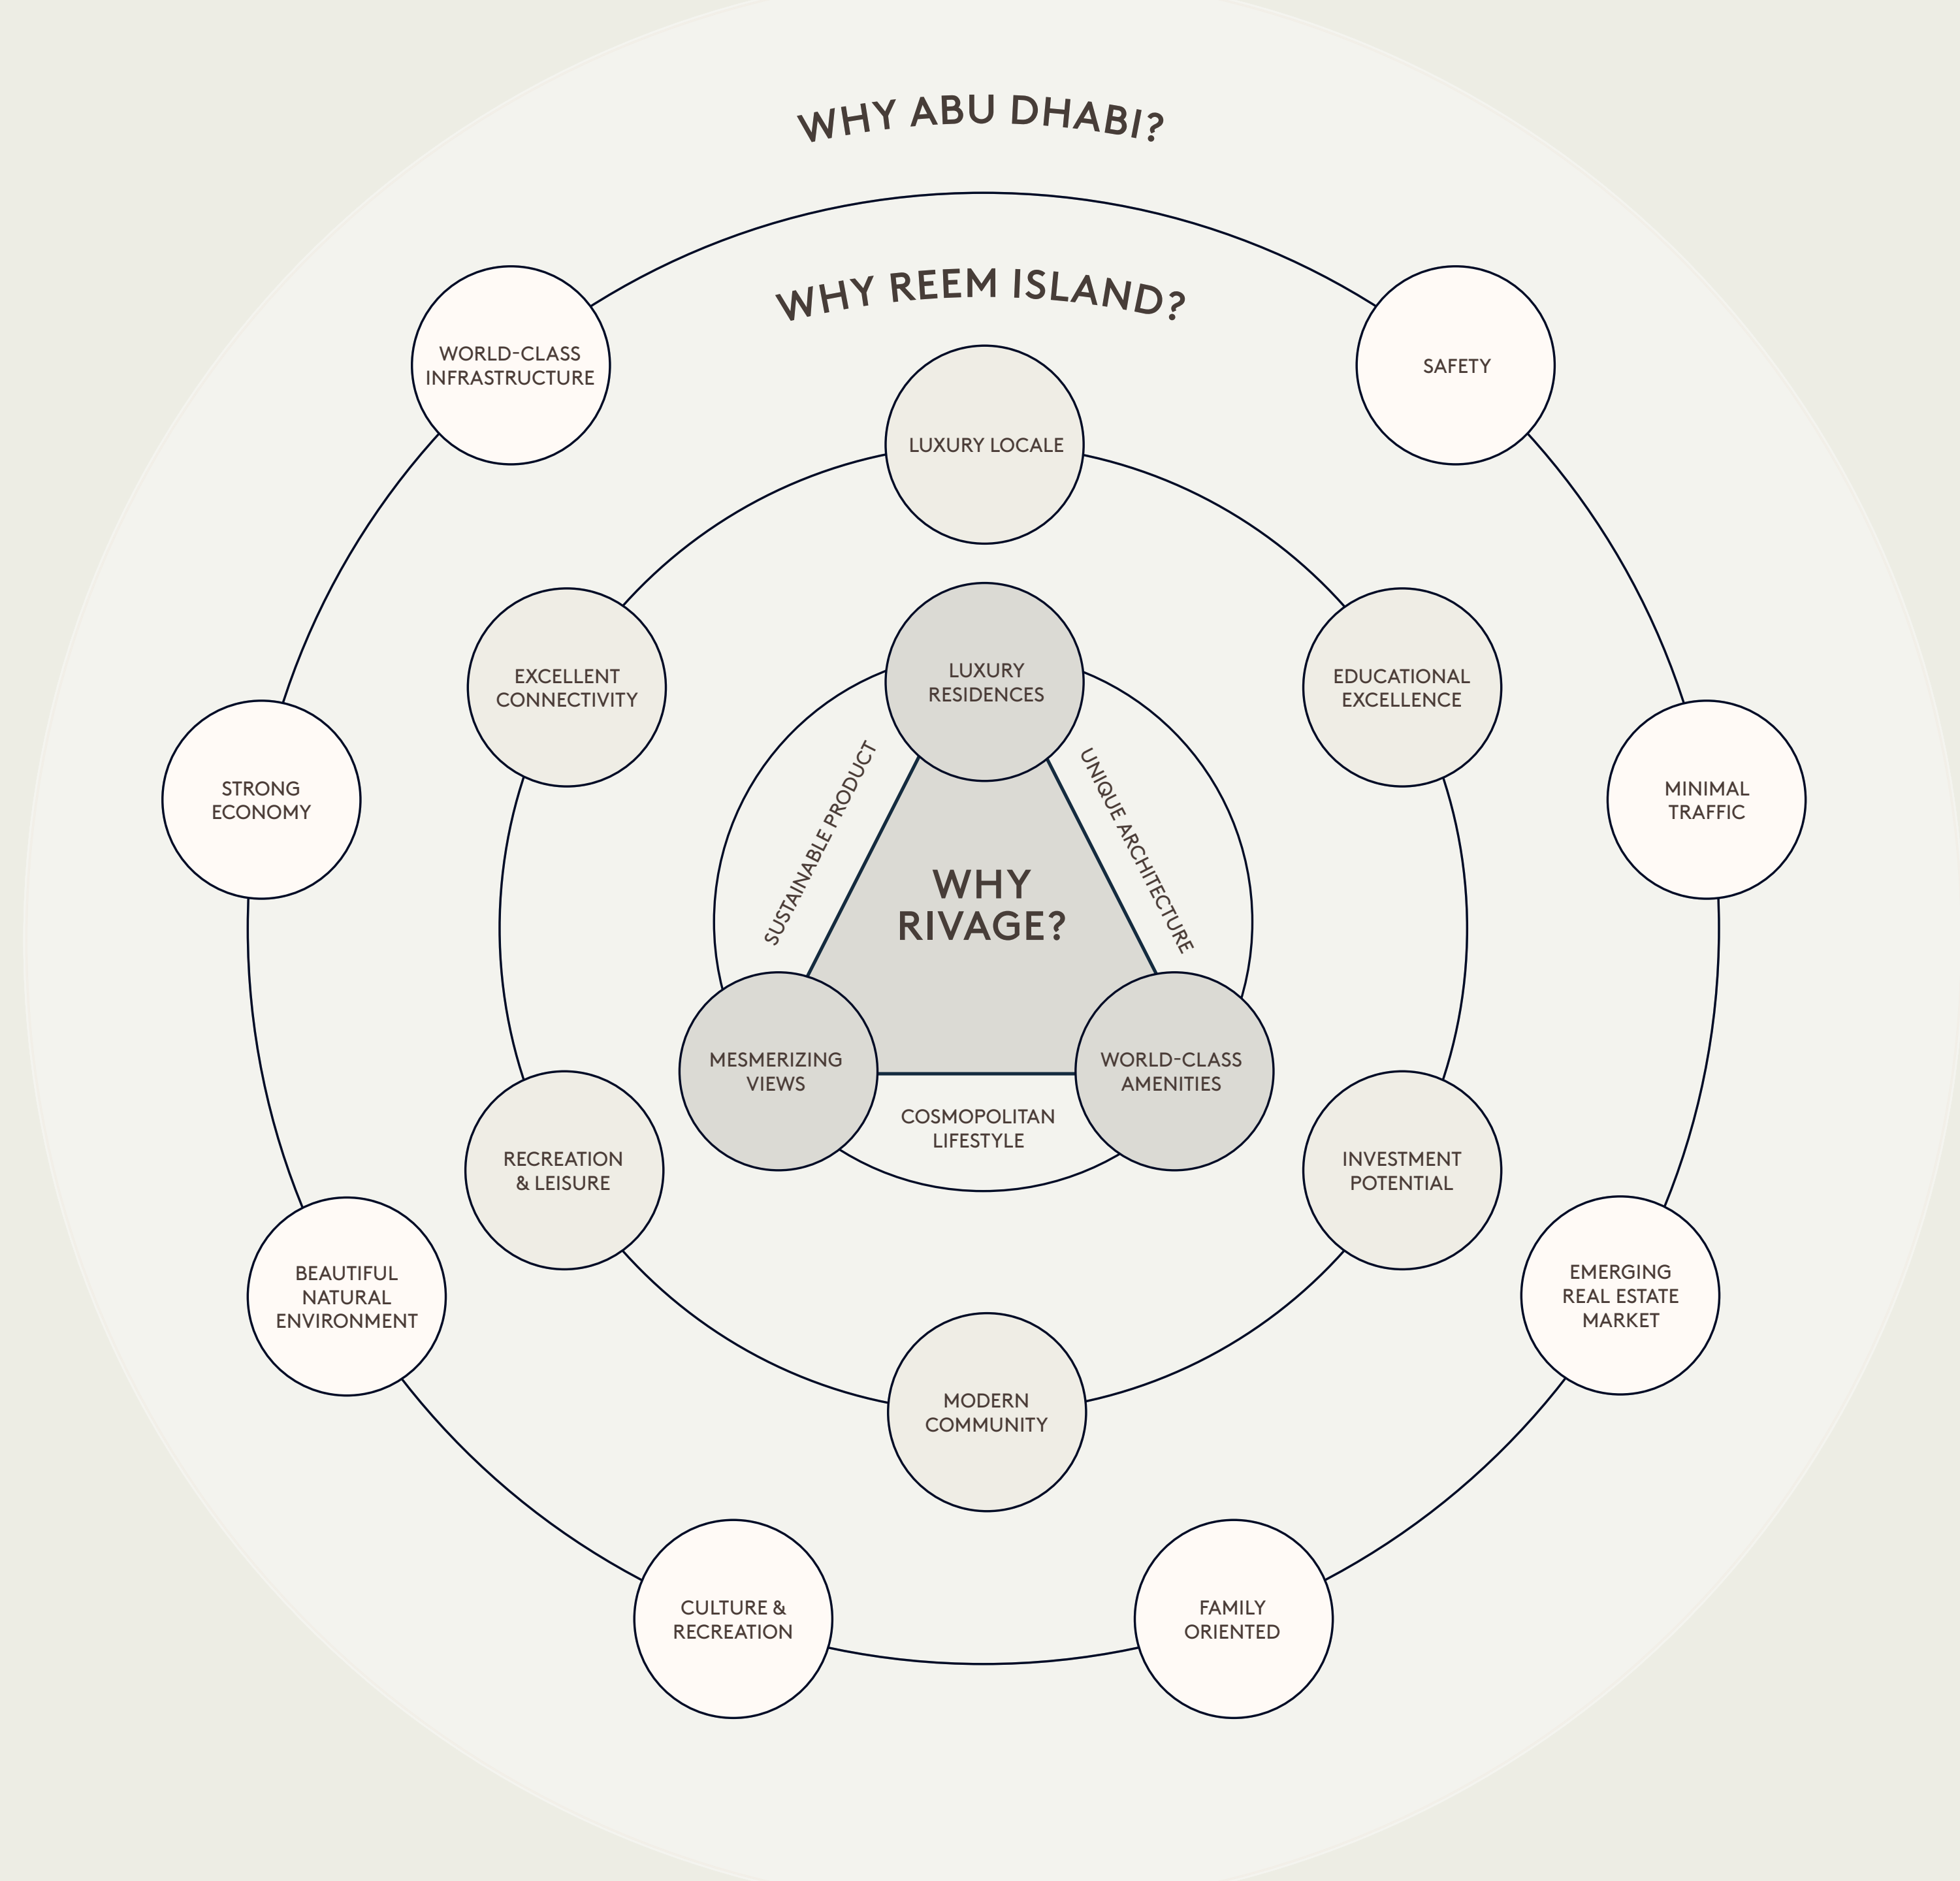 WHY ABU DHABI?
WHY REEM ISLAND?
WORLD-CLASS
INFRASTRUCTURE
SAFETY
LUXURY LOCALE
EXCELLENT
CONNECTIVITY
LUXURY
RESIDENCES
EDUCATIONAL
EXCELLENCE
STRONG
ECONOMY
MINIMAL
TRAFFIC
SUSTAINABLE PRODUCT
UNIQUE ARCHITECTURE
WHY
RIVAGE?
MESMERIZING
VIEWS
WORLD-CLASS
AMENITIES
COSMOPOLITAN
LIFESTYLE
RECREATION
& LEISURE
INVESTMENT
POTENTIAL
BEAUTIFUL
NATURAL
ENVIRONMENT
EMERGING
REAL ESTATE
MARKET
MODERN
COMMUNITY
CULTURE &
RECREATION
FAMILY
ORIENTED